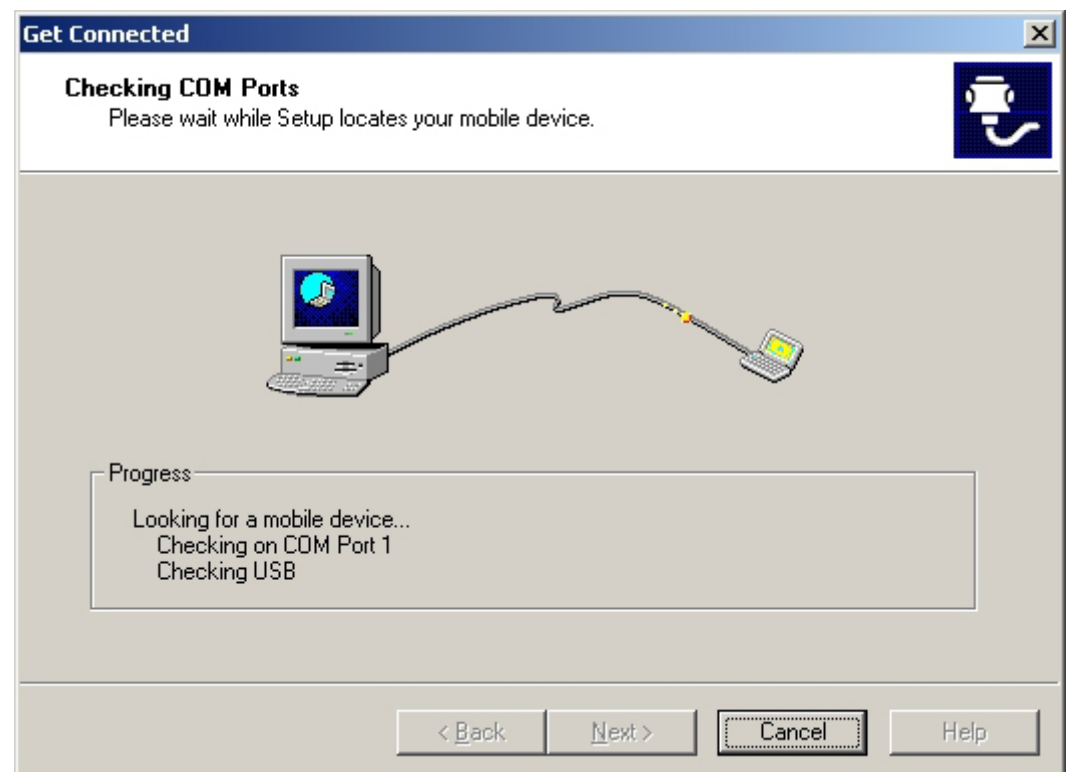 Get Connected
Checking COM Ports
Please wait while Setup locates your mobile device.
Progress
Looking for a mobile device...
Checking on COM Port 1
Checking USB
< Back Next > Cancel Help